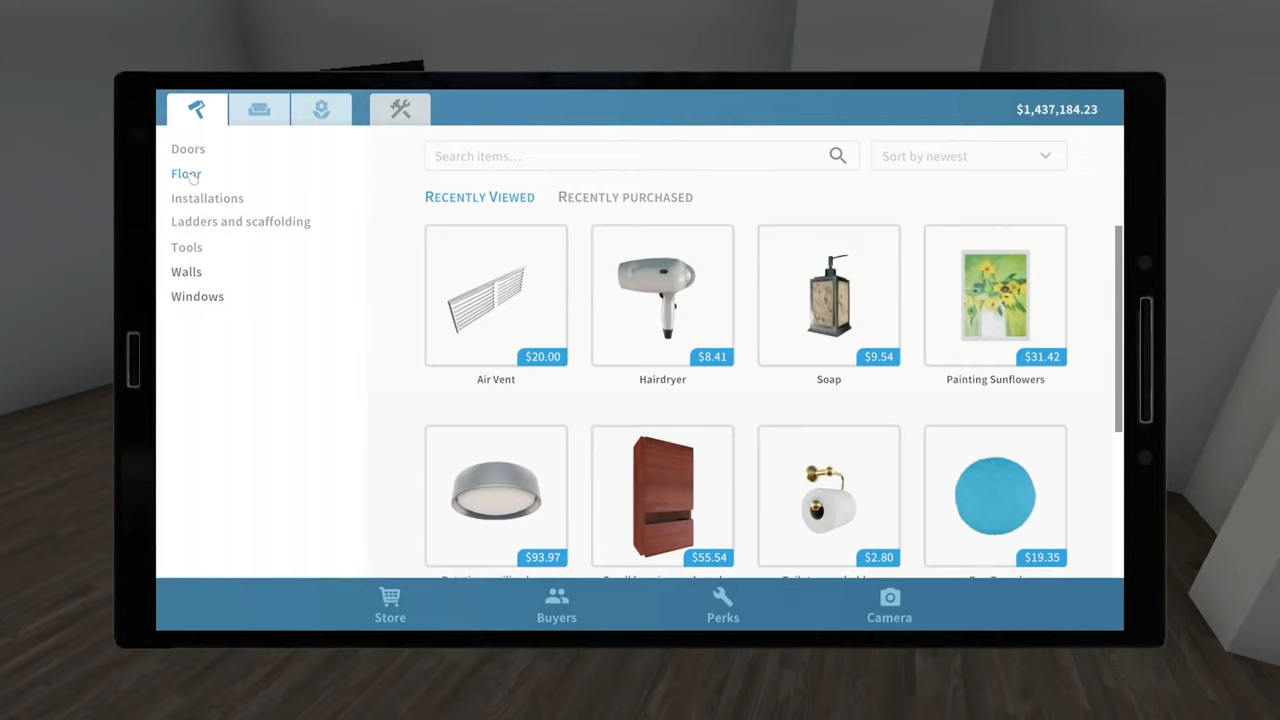 $1,437,184.23
Doors
Floor
Installations
Ladders and scaffolding
Tools
Walls
Windows
Search items...
Sort by newest
RECENTLY VIEWED
RECENTLY PURCHASED
$20.00
$8.41
$9.54
$31.42
Air Vent
Hairdryer
Soap
Painting Sunflowers
$93.97
$55.54
$2.80
$19.35
Store
Buyers
Perks
Camera